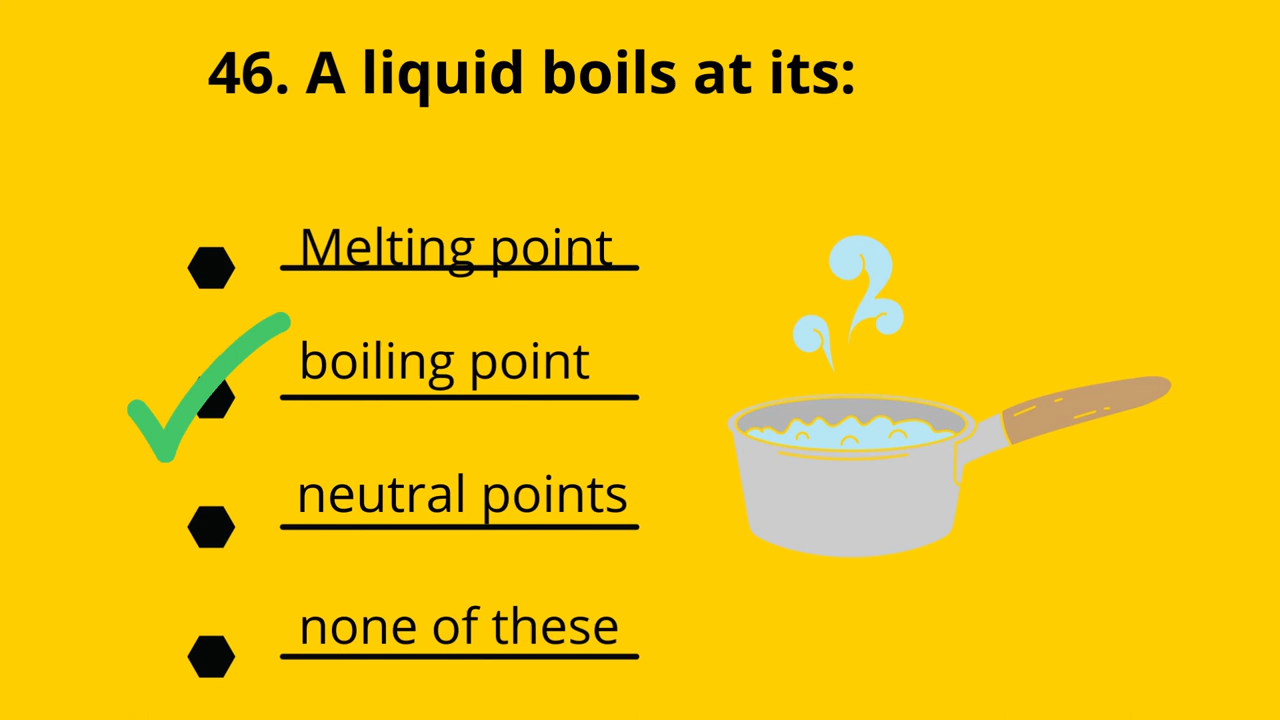 46. A liquid boils at its:
Melting point
boiling point
neutral points
none of these